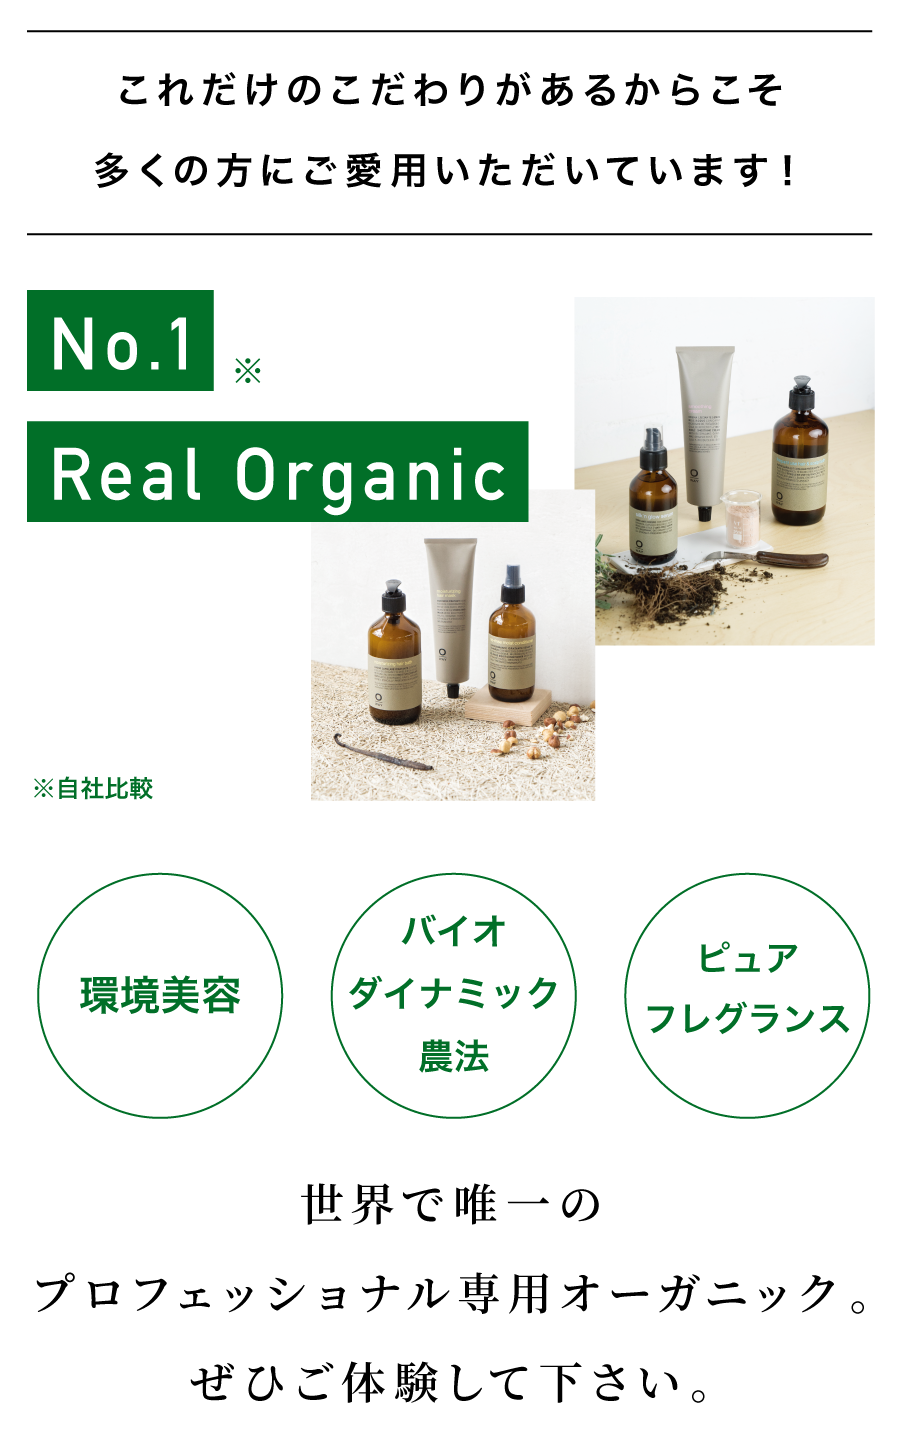 これだけのこだわりがあるからこそ
多くの方にご愛用いただいています！
No.1 ※
Real Organic
※自社比較
環境美容
バイオ
ダイナミック
農法
ピュア
フレグランス
世界で唯一の
プロフェッショナル専用オーガニック。
ぜひご体験して下さい。